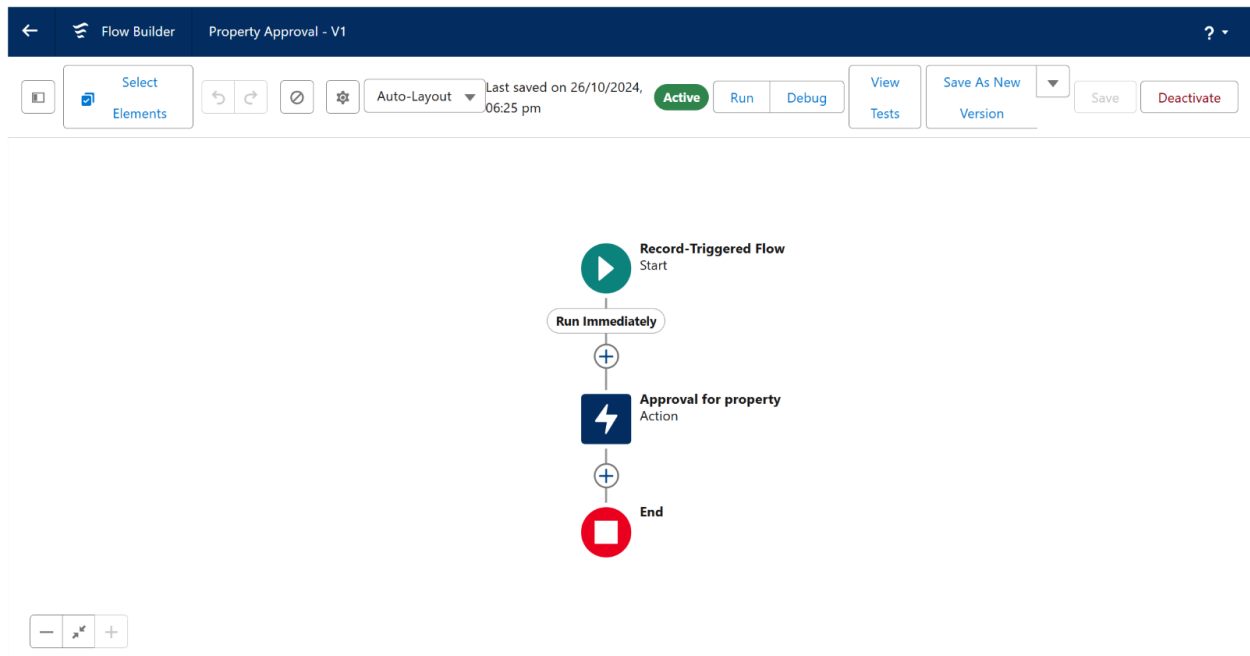 Flow Builder
Property Approval - V1
?
Select
Elements
Auto-Layout
Last saved on 26/10/2024,
06:25 pm
Active
Run
Debug
View
Tests
Save As New
Version
Save
Deactivate
Record-Triggered Flow
Start
Run Immediately
Approval for property
Action
End